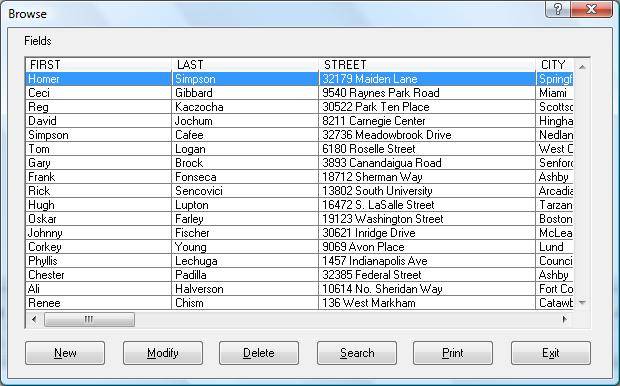 Browse
Fields
FIRST LAST STREET CITY
Homer Simpson 32179 Maiden Lane Springf
Ceci Gibbard 9540 Raynes Park Road Miami
Reg Kaczocha 30522 Park Ten Place Scottsd
David Jochum 8211 Carnegie Center Hingha
Simpson Cafee 32736 Meadowbrook Drive Nedlan
Tom Logan 6180 Roselle Street West C
Gary Brock 3893 Canandaigua Road Senford
Frank Fonseca 18712 Sherman Way Ashby
Rick Sencovici 13802 South University Arcadia
Hugh Lupton 16472 S. LaSalle Street Tarzan
Oskar Farley 19123 Washington Street Boston
Johnny Fischer 30621 Inridge Drive McLea
Corkey Young 9069 Avon Place Lund
Phyllis Lechuga 1457 Indianapolis Ave Counci
Chester Padilla 32385 Federal Street Ashby
Ali Halverson 10614 No. Sheridan Way Fort Co
Renee Chism 136 West Markham Catawb
New Modify Delete Search Print Exit